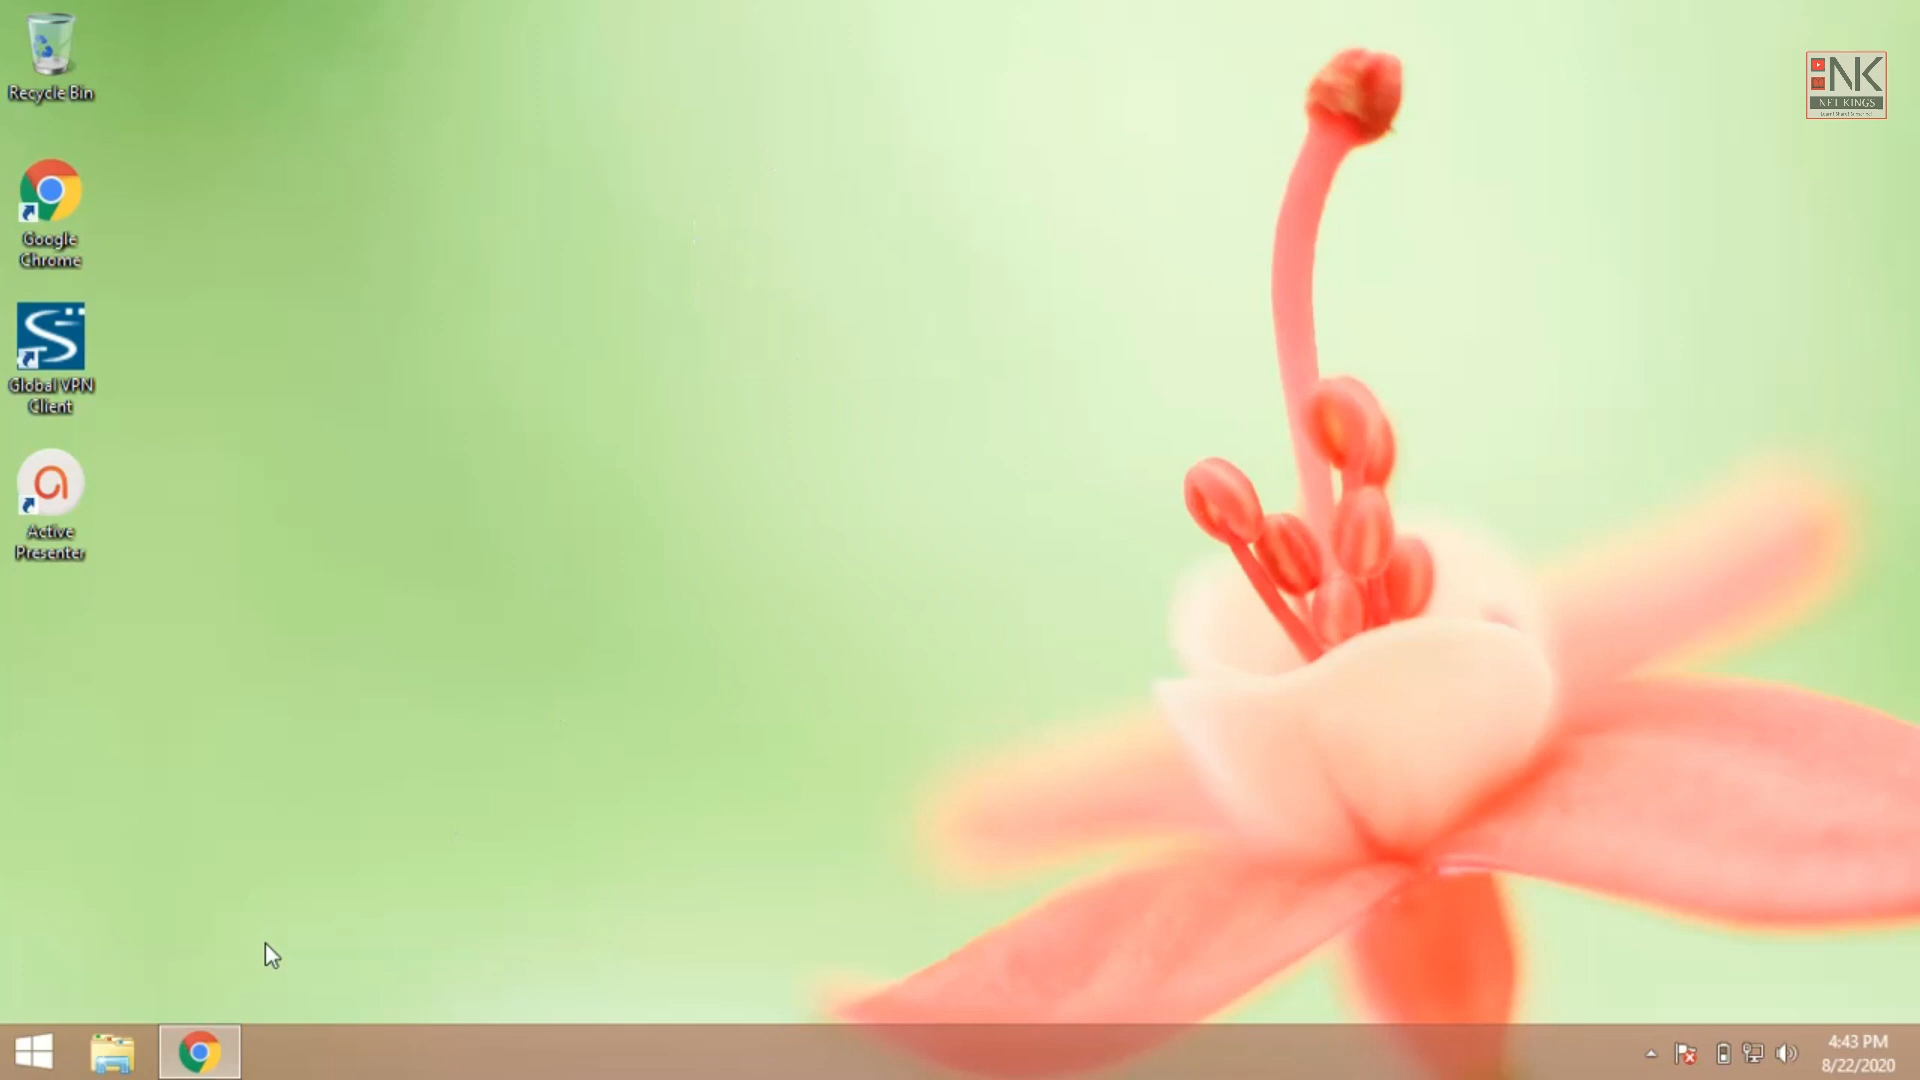 Recycle Bin
Google
Chrome
Global VPN
Client
Active
Presenter
NK
NET KINGS
4:43 PM
8/22/2020